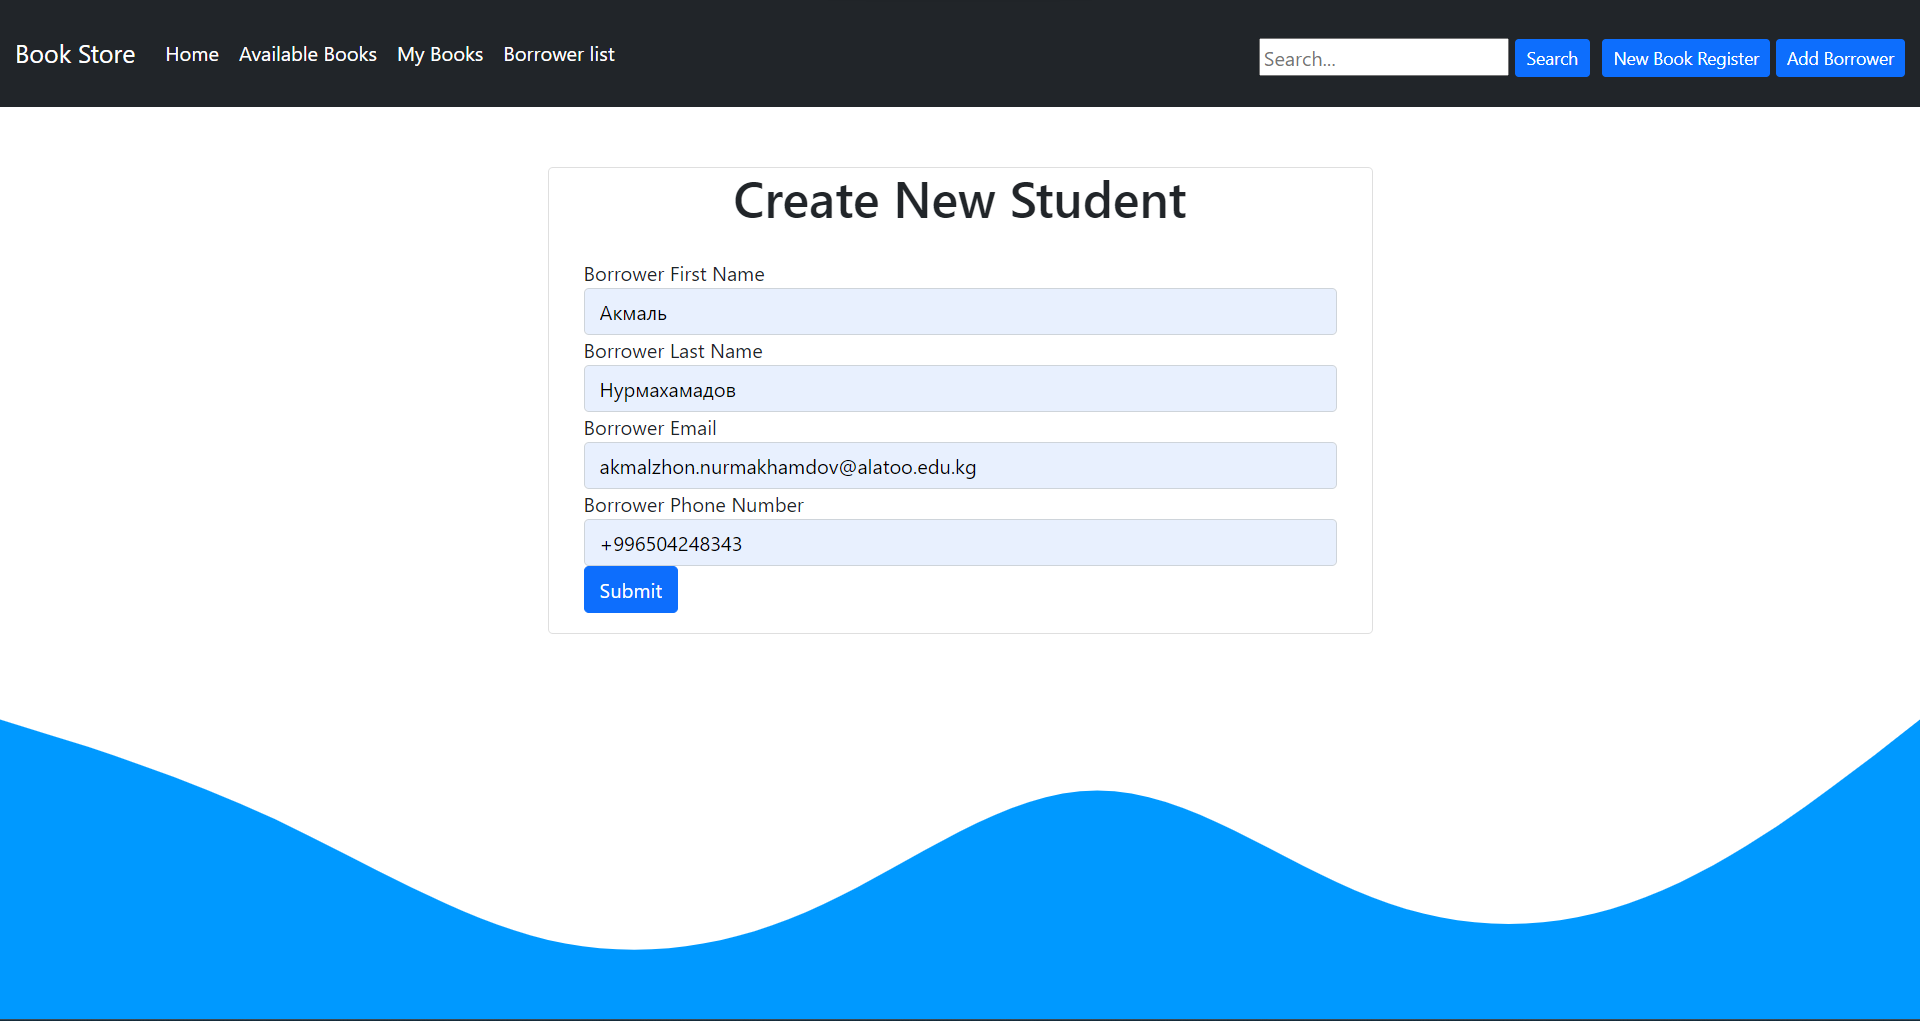 Book Store Home Available Books My Books Borrower list Search... Search New Book Register Add Borrower
Create New Student
Borrower First Name
Акмаль
Borrower Last Name
Нурмахамадов
Borrower Email
akmalzhon.nurmakhamdov@alatoo.edu.kg
Borrower Phone Number
+996504248343
Submit